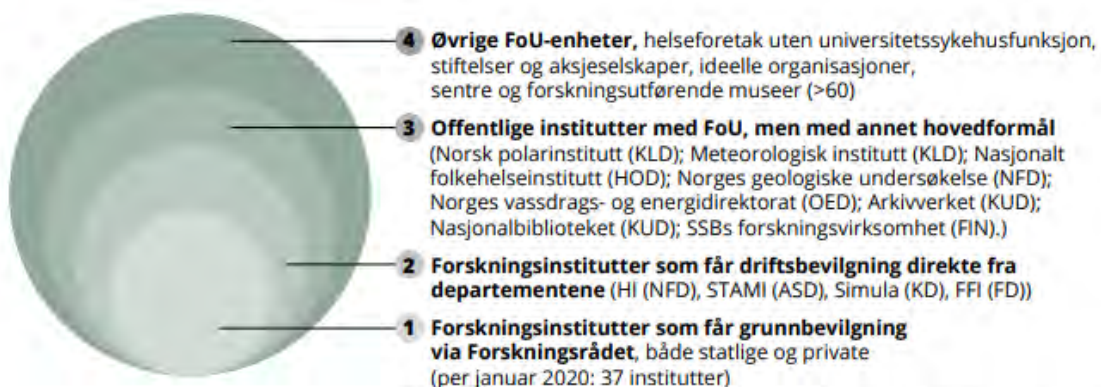 4 Øvrige FoU-enheter, helseforetak uten universitetssykehusfunksjon,
stiftelser og aksjeselskaper, ideelle organisasjoner,
sentre og forskningsutførende museer (>60)
3 Offentlige institutter med FoU, men med annet hovedformål
(Norsk polarinstitutt (KLD); Meteorologisk institutt (KLD); Nasjonalt
folkehelseinstitutt (HOD); Norges geologiske undersøkelse (NFD);
Norges vassdrags- og energidirektorat (OED); Arkivverket (KUD);
Nasjonalbiblioteket (KUD); SSBs forskningsvirksomhet (FIN).)
2 Forskningsinstitutter som får driftsbevilgning direkte fra
departementene (HI (NFD), STAMI (ASD), Simula (KD), FFI (FD))
1 Forskningsinstitutter som får grunnbevilgning
via Forskningsrådet, både statlige og private
(per januar 2020: 37 institutter)